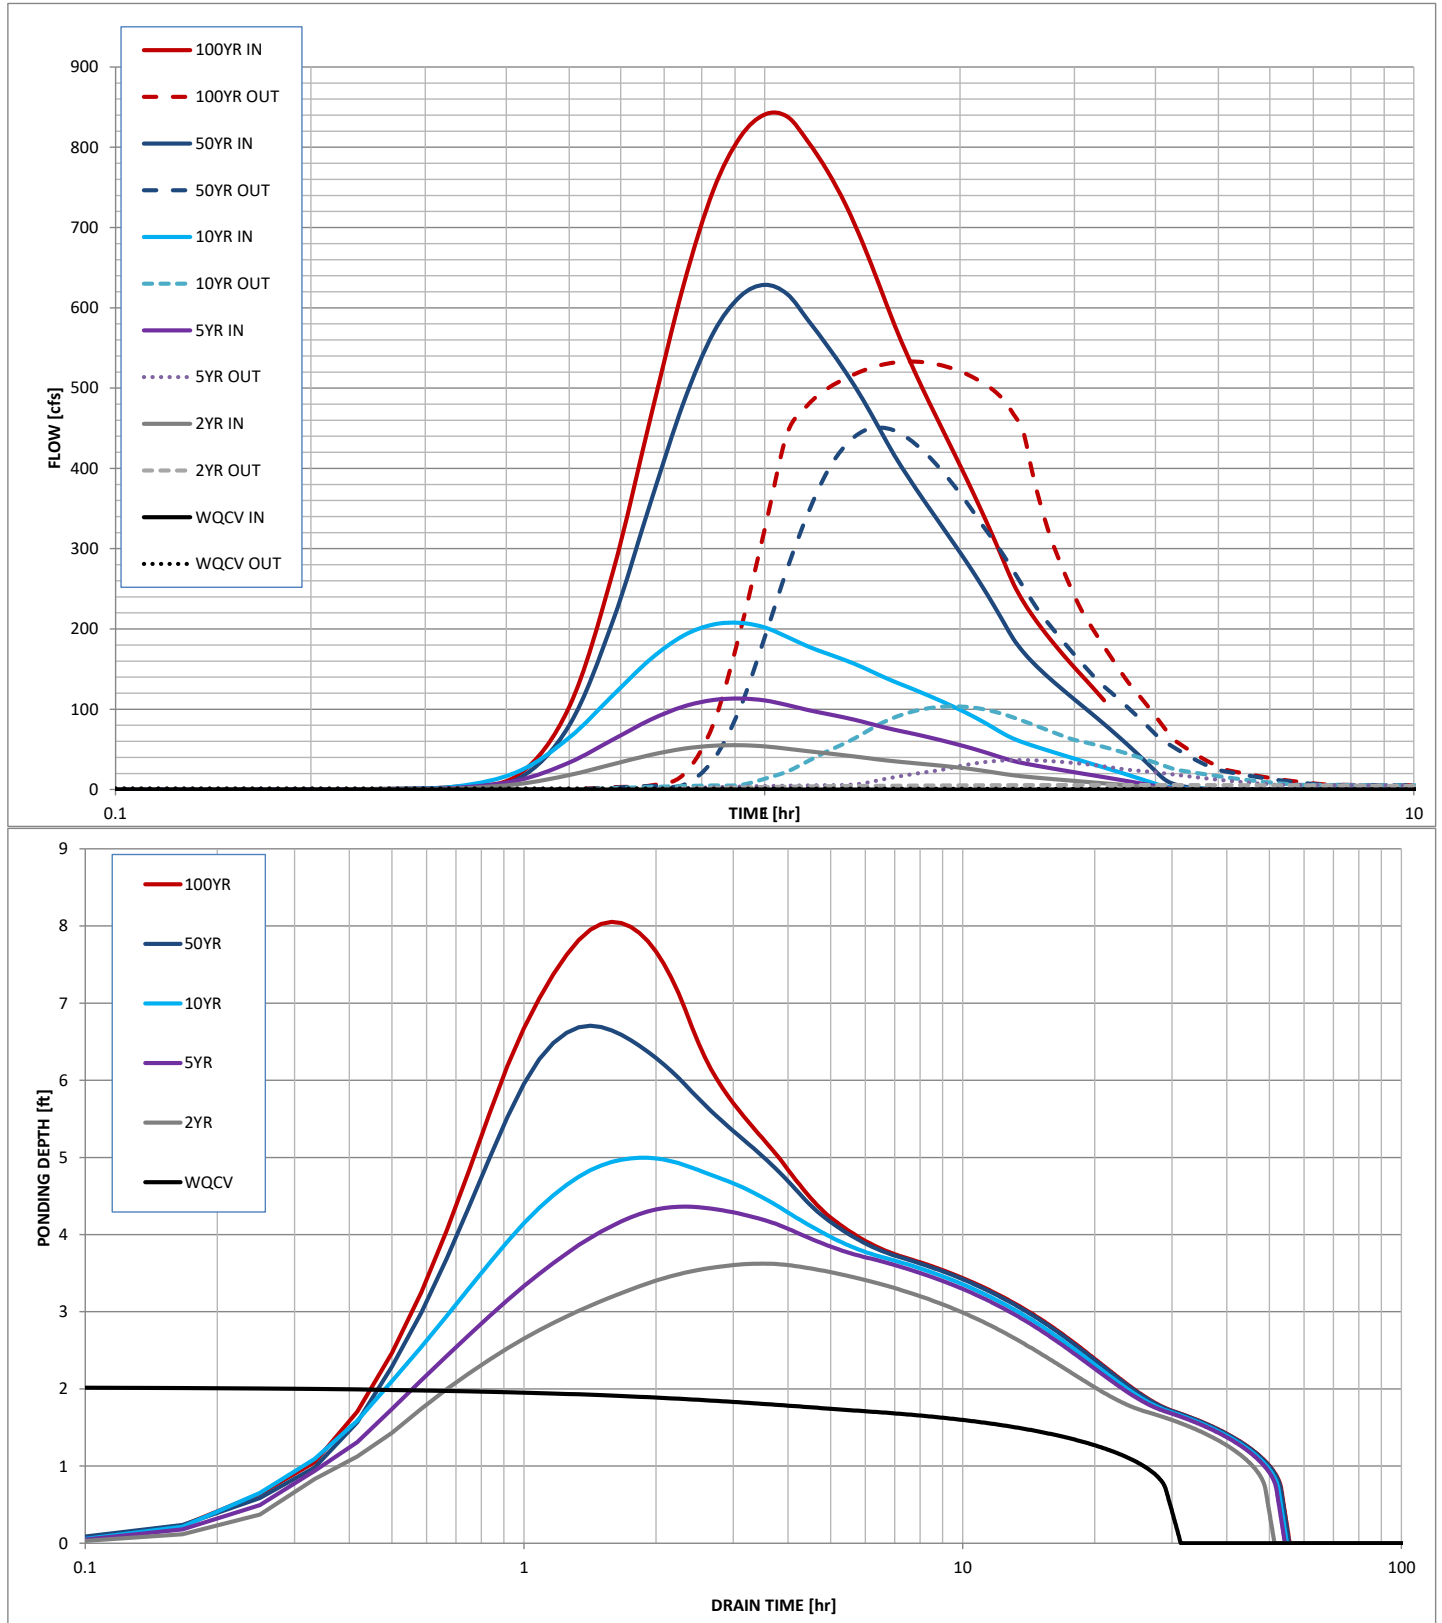 100YR IN
100YR OUT
50YR IN
50YR OUT
10YR IN
10YR OUT
5YR IN
5YR OUT
2YR IN
2YR OUT
WQCV IN
WQCV OUT
900
800
700
600
500
400
300
200
100
0
FLOW [cfs]
0.1
1
10
TIME [hr]
100YR
50YR
10YR
5YR
2YR
WQCV
9
8
7
6
5
4
3
2
1
0
PONDING DEPTH [ft]
0.1
1
10
100
DRAIN TIME [hr]